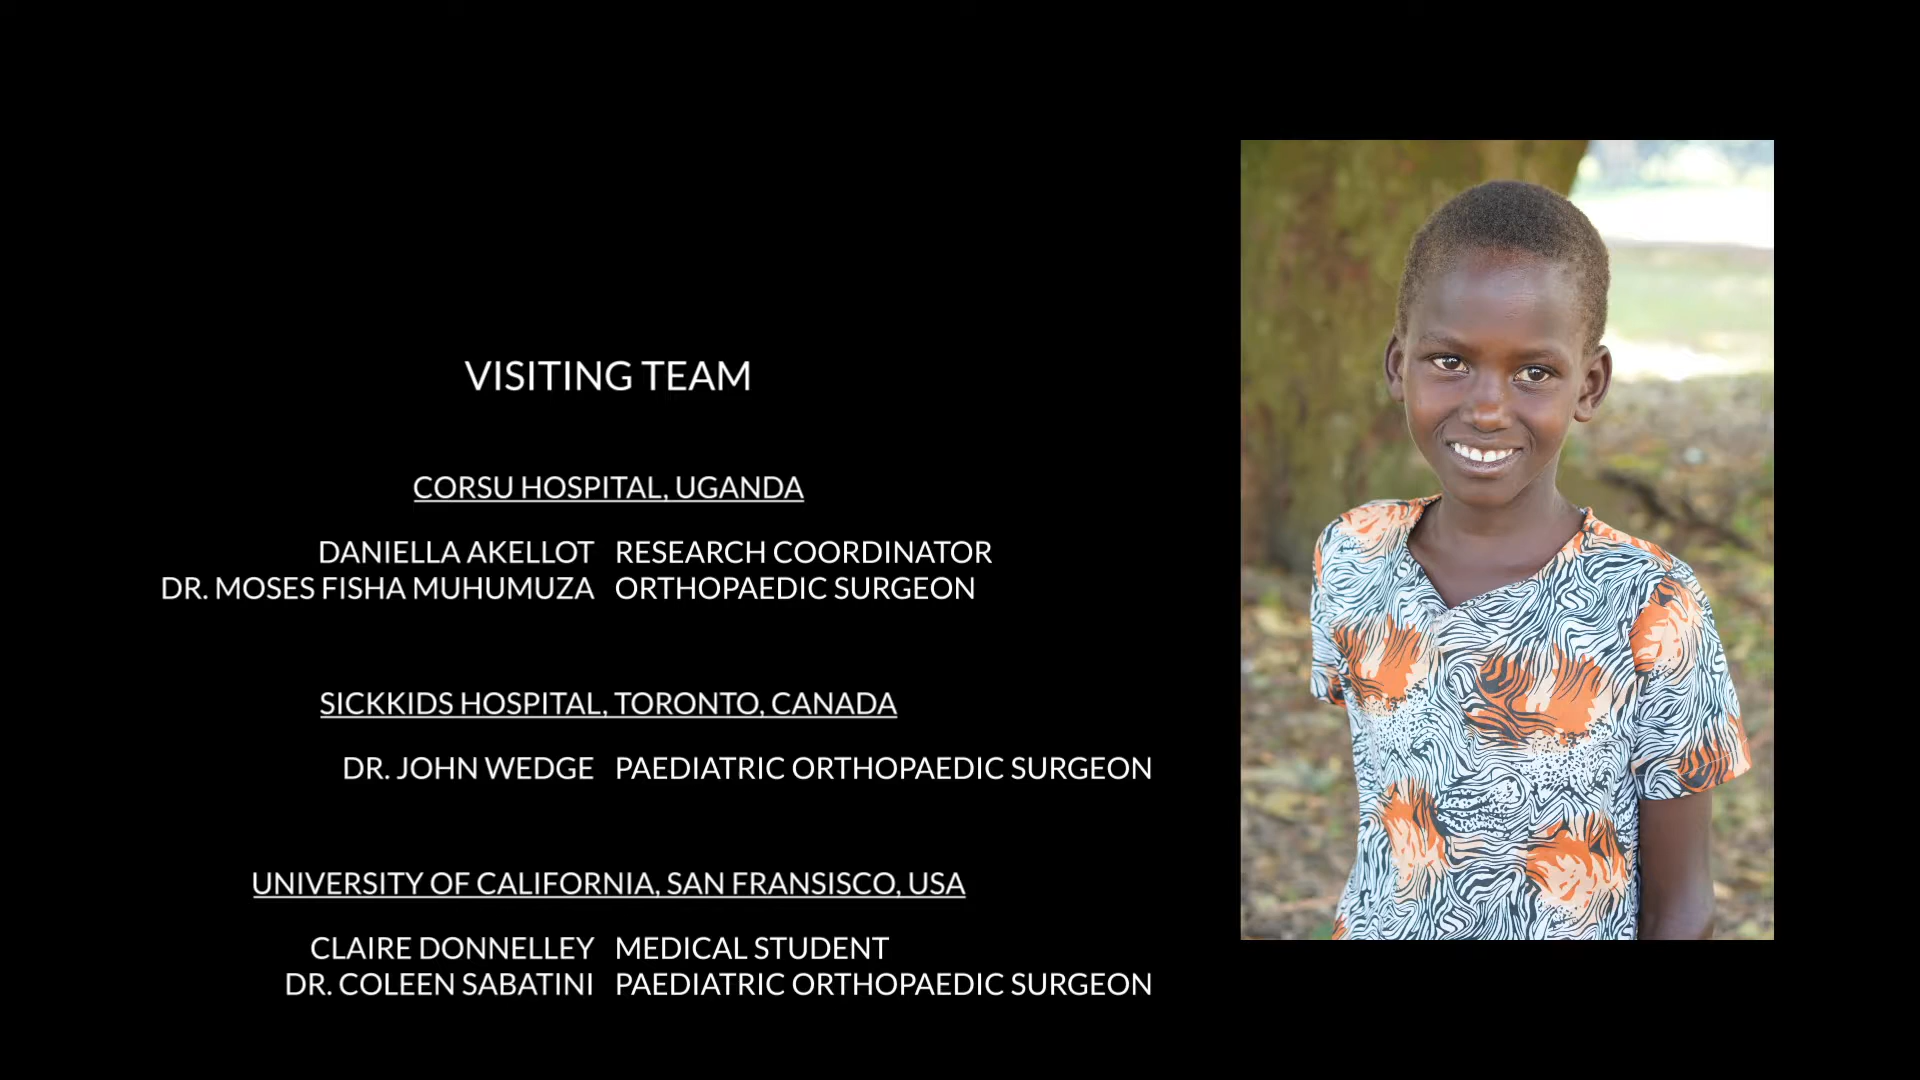 VISITING TEAM
CORSU HOSPITAL, UGANDA
DANIELLA AKELLOT RESEARCH COORDINATOR
DR. MOSES FISHA MUHUMUZA ORTHOPAEDIC SURGEON
SICKKIDS HOSPITAL, TORONTO, CANADA
DR. JOHN WEDGE PAEDIATRIC ORTHOPAEDIC SURGEON
UNIVERSITY OF CALIFORNIA, SAN FRANSISCO, USA
CLAIRE DONNELLEY MEDICAL STUDENT
DR. COLEEN SABATINI PAEDIATRIC ORTHOPAEDIC SURGEON